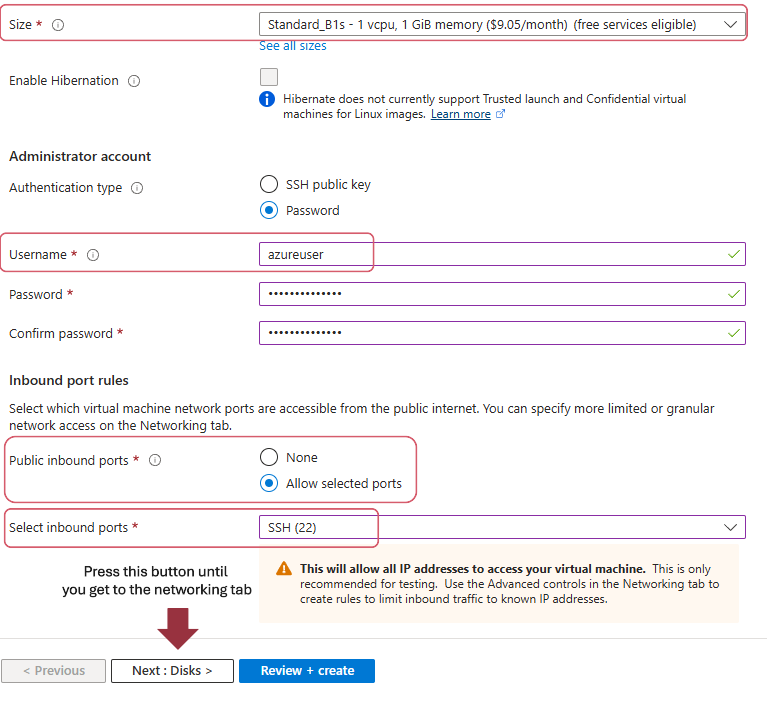 Size *
Standard_B1s - 1 vcpu, 1 GiB memory ($9.05/month) (free services eligible)
See all sizes
Enable Hibernation
Hibernate does not currently support Trusted launch and Confidential virtual
machines for Linux images. Learn more
Administrator account
Authentication type
SSH public key
Password
Username *
azureuser
Password *
••••••••••••••
Confirm password *
••••••••••••••
Inbound port rules
Select which virtual machine network ports are accessible from the public internet. You can specify more limited or granular
network access on the Networking tab.
Public inbound ports *
None
Allow selected ports
Select inbound ports *
SSH (22)
This will allow all IP addresses to access your virtual machine. This is only
recommended for testing. Use the Advanced controls in the Networking tab to
create rules to limit inbound traffic to known IP addresses.
Press this button until
you get to the networking tab
< Previous
Next : Disks >
Review + create